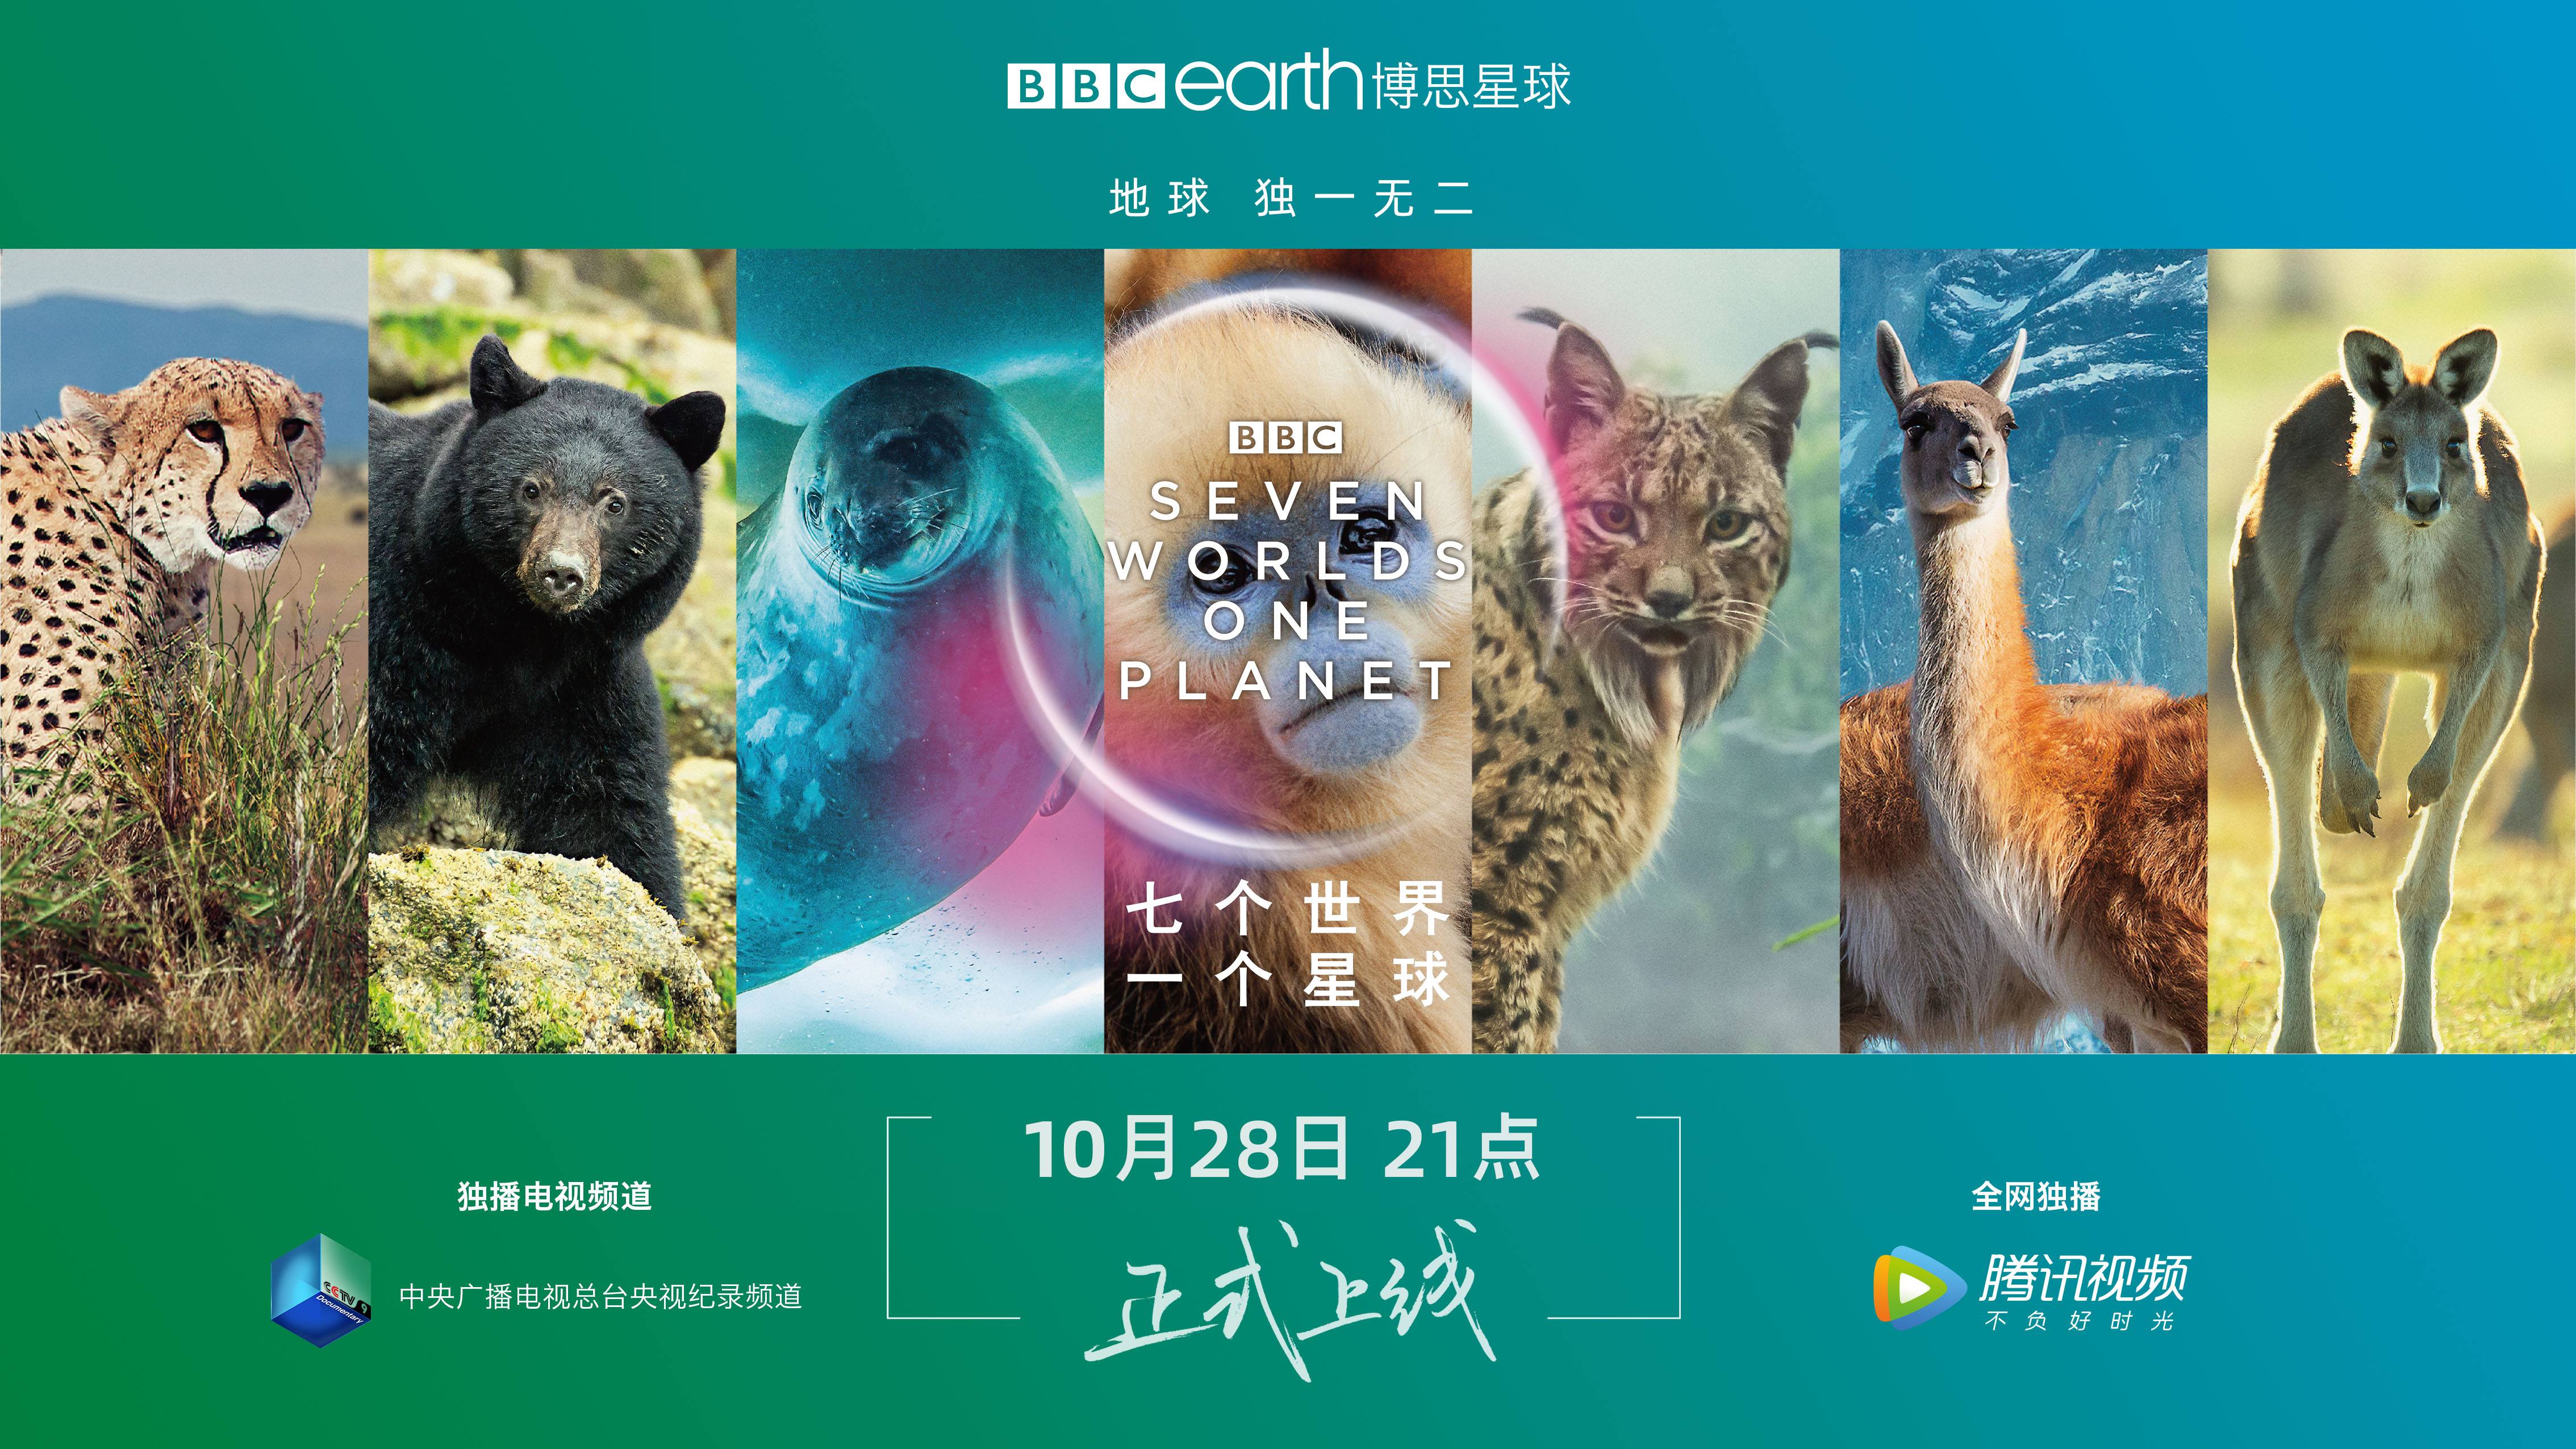 BBC earth 博思星球
地球 独一无二
BBC
SEVEN
WORLDS
ONE
PLANET
七个世界
一个星球
10月28日 21点
正式上线
独播电视频道
CCTV 9
Documentary
中央广播电视总台央视纪录频道
全网独播
腾讯视频
不负好时光